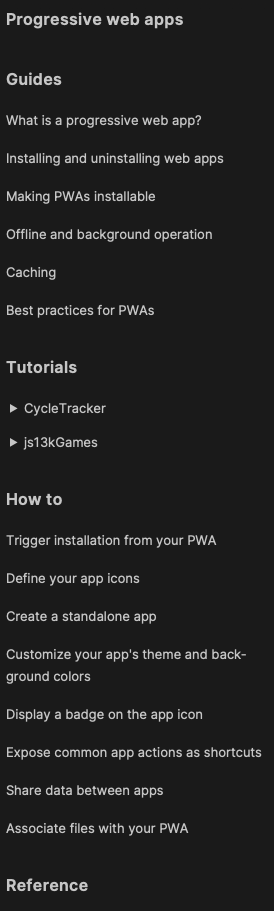 Progressive web apps
Guides
What is a progressive web app?
Installing and uninstalling web apps
Making PWAs installable
Offline and background operation
Caching
Best practices for PWAs
Tutorials
CycleTracker
js13kGames
How to
Trigger installation from your PWA
Define your app icons
Create a standalone app
Customize your app's theme and back-
ground colors
Display a badge on the app icon
Expose common app actions as shortcuts
Share data between apps
Associate files with your PWA
Reference